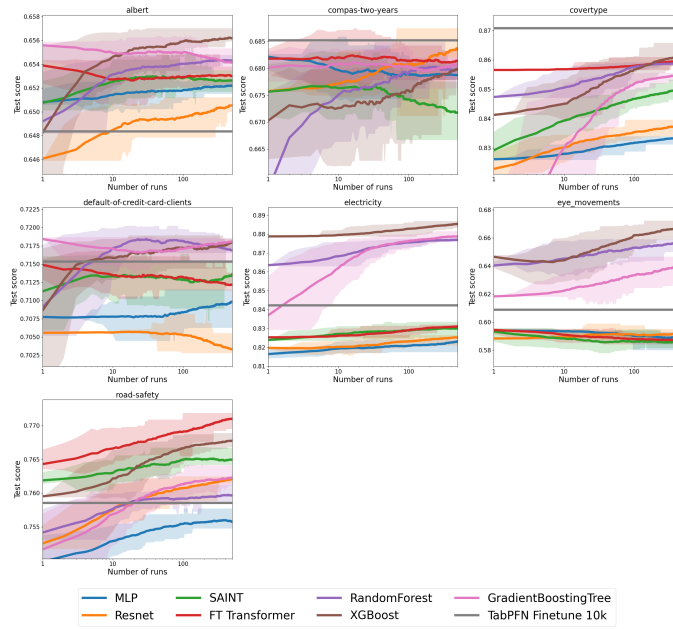 albert
Test score
0.658
0.656
0.654
0.652
0.650
0.648
0.646
1
10
100
Number of runs
compas-two-years
Test score
0.685
0.680
0.675
0.670
0.665
1
10
100
Number of runs
covertype
Test score
0.87
0.86
0.85
0.84
0.83
1
10
100
Number of runs
default-of-credit-card-clients
Test score
0.7225
0.7200
0.7175
0.7150
0.7125
0.7100
0.7075
0.7050
0.7025
1
10
100
Number of runs
electricity
Test score
0.89
0.88
0.87
0.86
0.85
0.84
0.83
0.82
0.81
1
10
100
Number of runs
eye_movements
Test score
0.68
0.66
0.64
0.62
0.60
0.58
1
10
100
Number of runs
road-safety
Test score
0.770
0.765
0.760
0.755
1
10
100
Number of runs
MLP SAINT RandomForest GradientBoostingTree
Resnet FT Transformer XGBoost TabPFN Finetune 10k